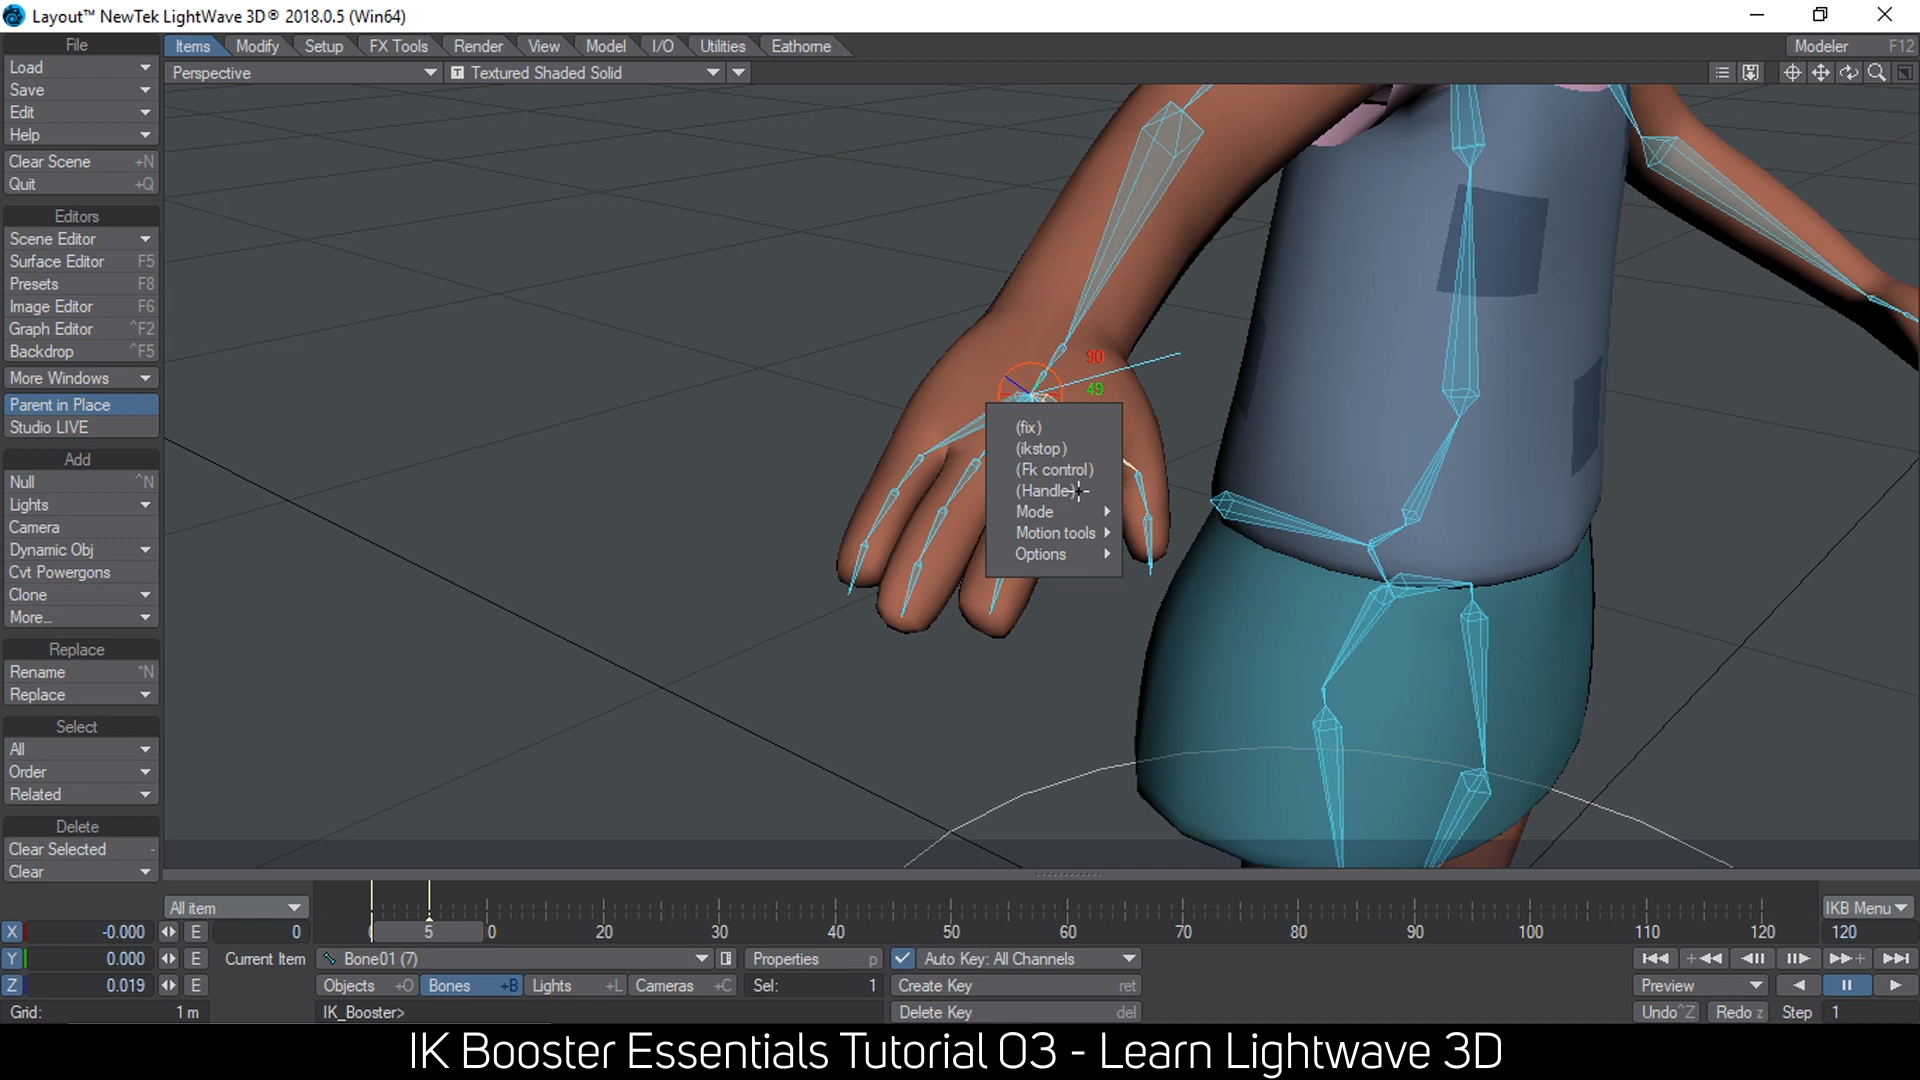 Layout™ NewTek LightWave 3D® 2018.0.5 (Win64)
File
Items Modify Setup FX Tools Render View Model I/O Utilities Eathome
Modeler F12
Load
Perspective
T Textured Shaded Solid
Save
Edit
Help
Clear Scene +N
Quit +Q
Editors
Scene Editor
Surface Editor F5
Presets F8
Image Editor F6
Graph Editor ^F2
Backdrop ^F5
More Windows
Parent in Place
Studio LIVE
Add
Null ^N
Lights
Camera
Dynamic Obj
Cvt Powergons
Clone
More...
Replace
Rename ^N
Replace
Select
All
Order
Related
Delete
Clear Selected -
Clear
90
49
(fix)
(ikstop)
(Fk control)
(Handle)
Mode
Motion tools
Options
All item
IKB Menu
X -0.000 E 0
5 0 20 30 40 50 60 70 80 90 100 110 120
120
Y 0.000 E Current Item Bone01 (7) Properties p Auto Key: All Channels
Z 0.019 E Objects +O Bones +B Lights +L Cameras +C Sel: 1 Create Key ret
Preview
Grid: 1 m IK_Booster> Delete Key del
Undo ^Z Redo z Step 1
IK Booster Essentials Tutorial 03 - Learn Lightwave 3D